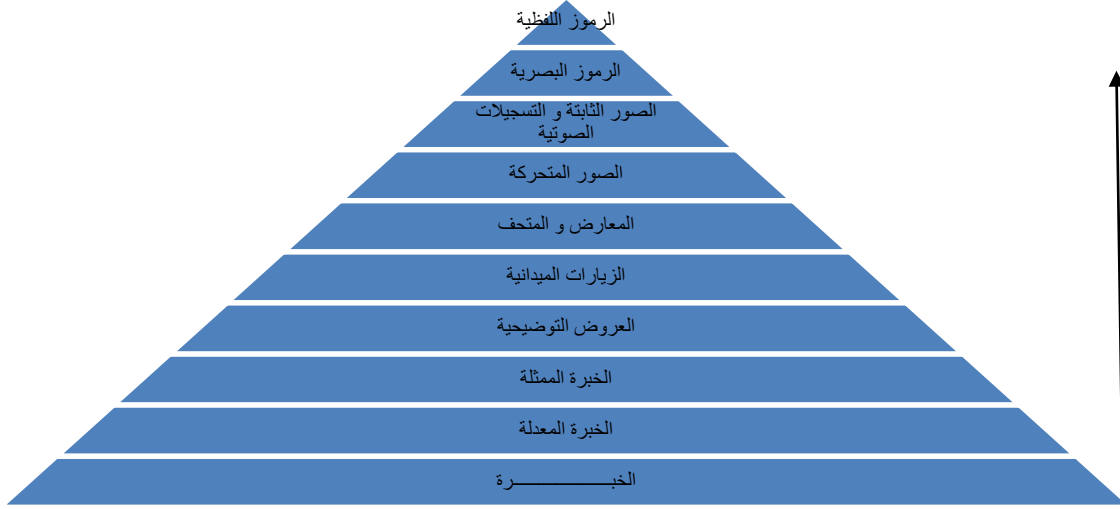 الرموز اللفظية
الرموز البصرية
الصور الثابتة و التسجيلات
الصوتية
الصور المتحركة
المعارض و المتحف
الزيارات الميدانية
العروض التوضيحية
الخبرة الممثلة
الخبرة المعدلة
الخبــــــــــــــرة